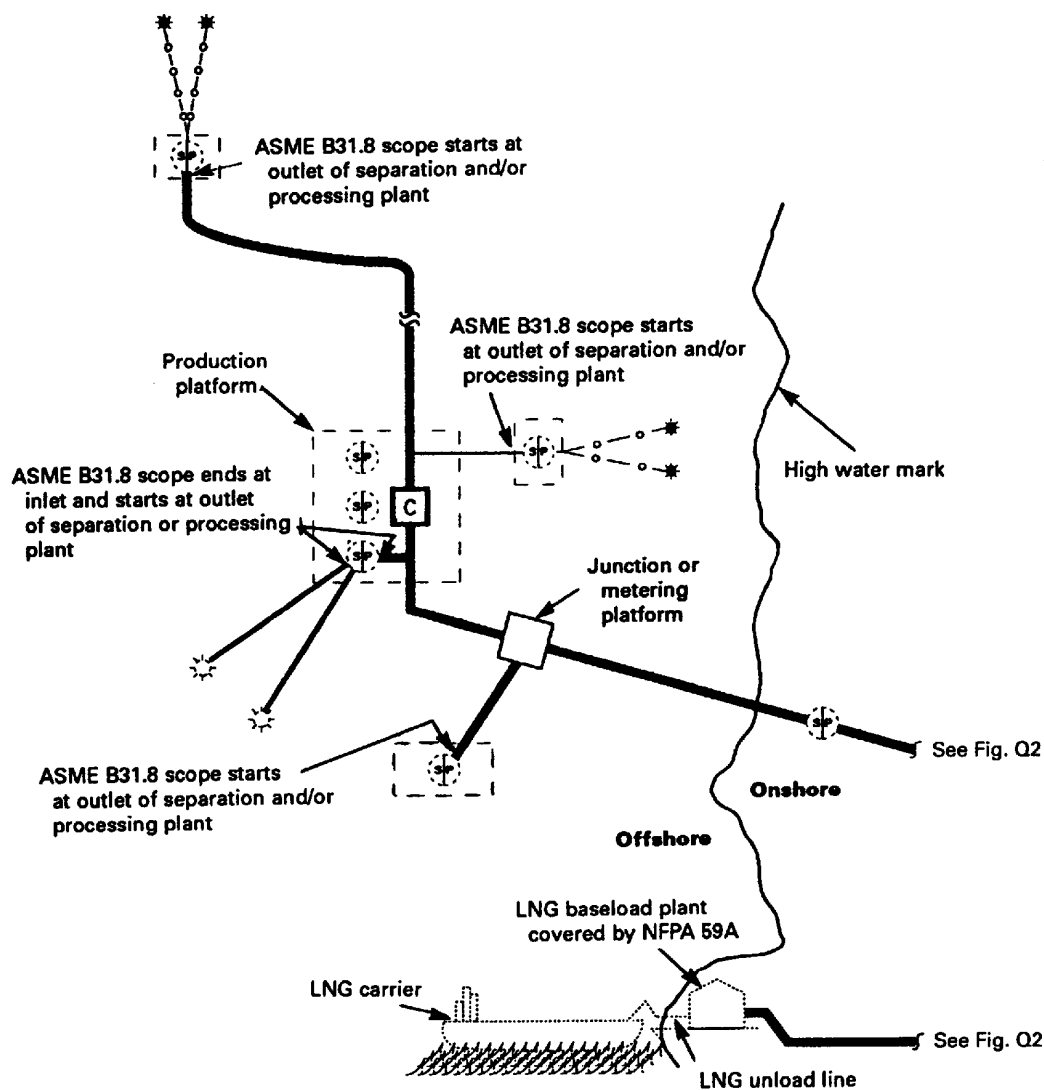 SP
ASME B31.8 scope starts at
outlet of separation and/or
processing plant
ASME B31.8 scope starts
at outlet of separation and/or
processing plant
Production
platform
SP
SP
High water mark
ASME B31.8 scope ends at
inlet and starts at outlet
of separation or processing
plant
SP
C
SP
Junction or
metering
platform
SP
See Fig. Q2
ASME B31.8 scope starts
at outlet of separation and/or
processing plant
SP
Onshore
Offshore
LNG baseload plant
covered by NFPA 59A
LNG carrier
See Fig. Q2
LNG unload line